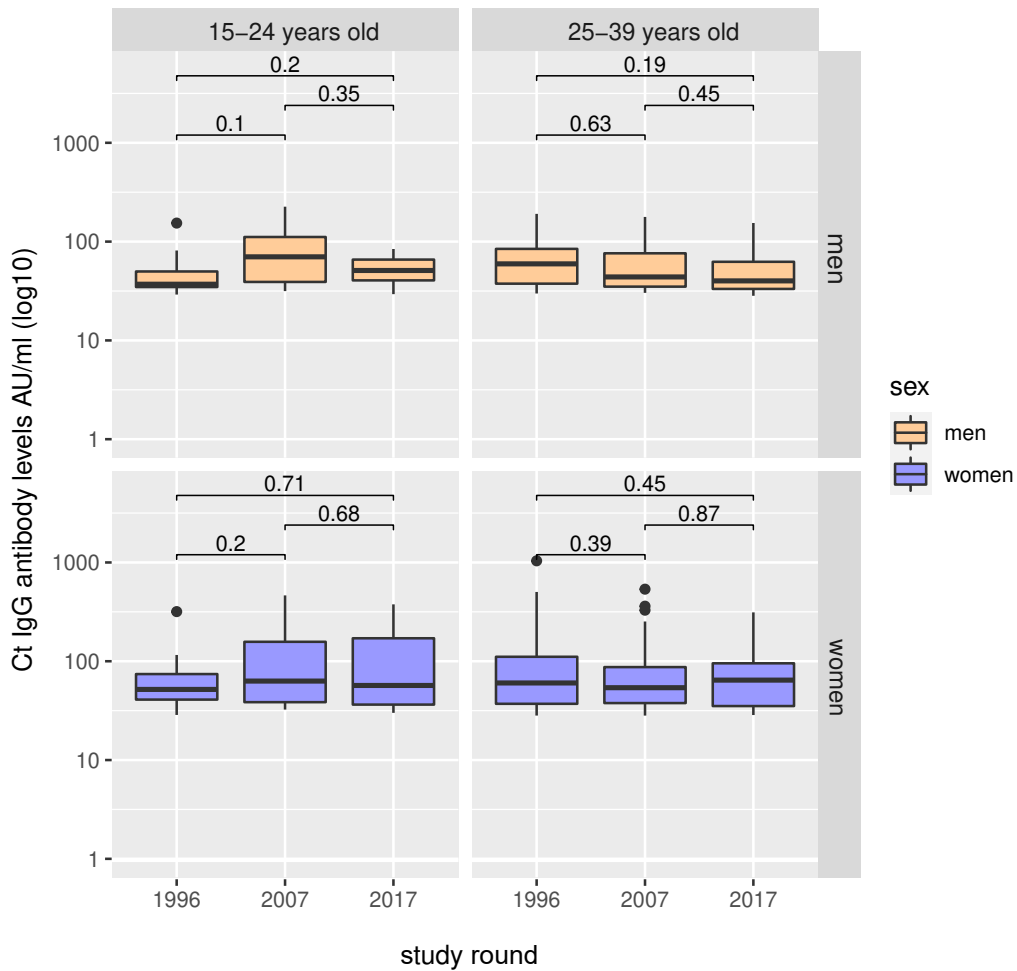 15−24 years old
25−39 years old
0.2
0.35
0.1
0.19
0.45
0.63
1000
100
10
1
men
Ct IgG antibody levels AU/ml (log10)
0.71
0.68
0.2
0.45
0.87
0.39
1000
100
10
1
women
1996
2007
2017
1996
2007
2017
study round
sex
men
women